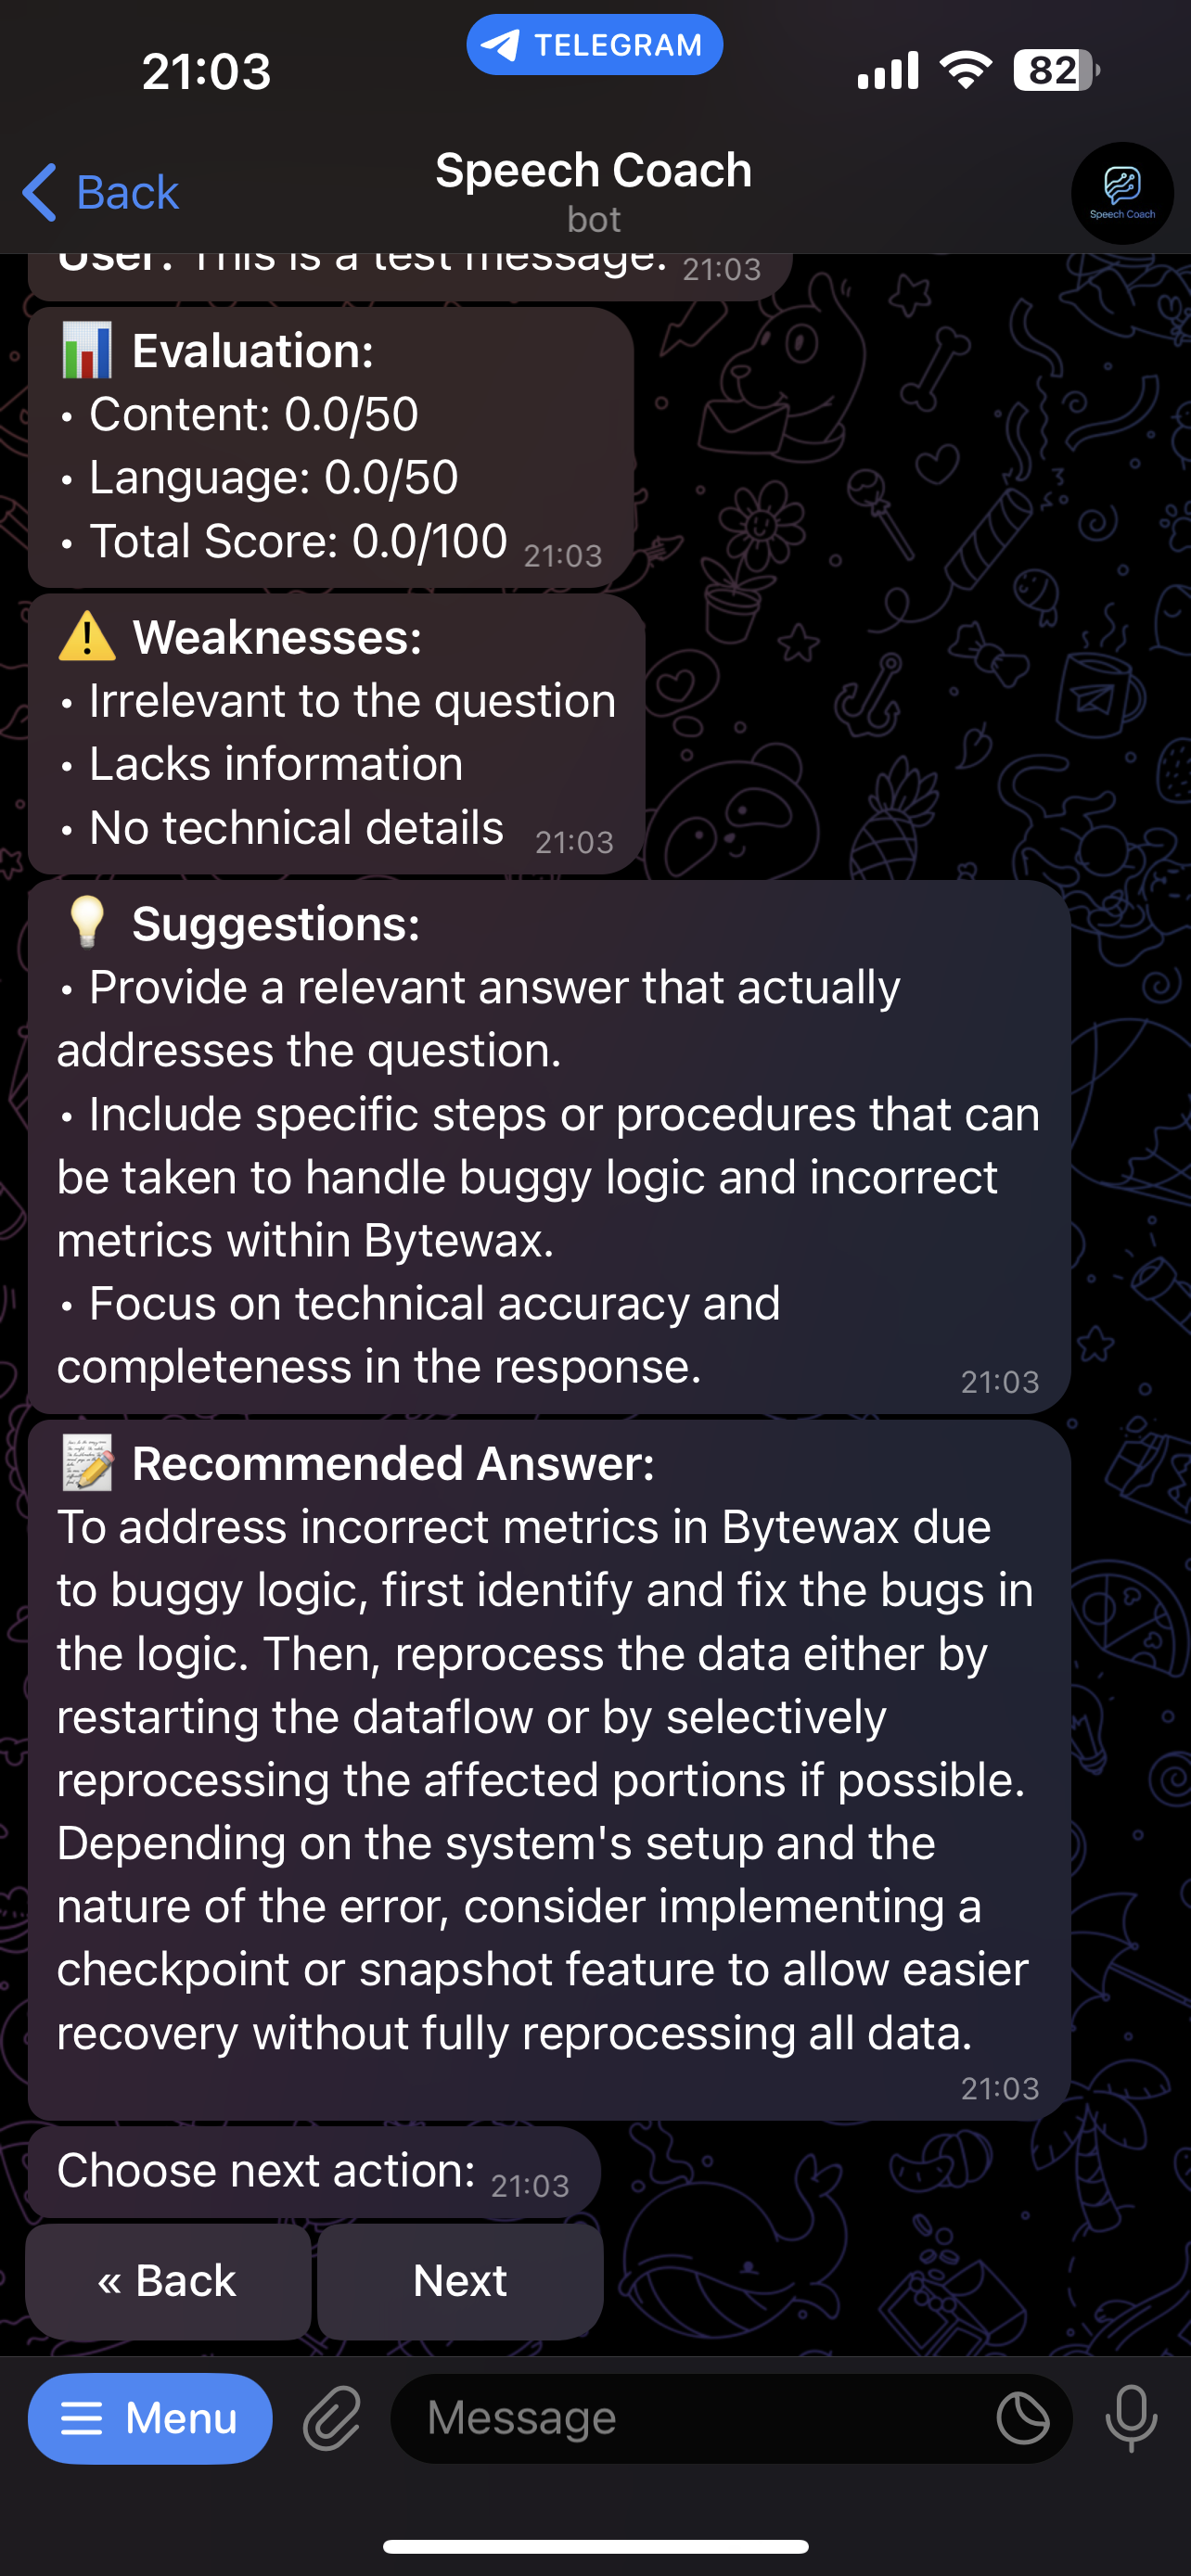 21:03
TELEGRAM
82
Back
Speech Coach
bot
Speech Coach
User: This is a test message. 21:03
📊 Evaluation:
• Content: 0.0/50
• Language: 0.0/50
• Total Score: 0.0/100 21:03
⚠️ Weaknesses:
• Irrelevant to the question
• Lacks information
• No technical details 21:03
💡 Suggestions:
• Provide a relevant answer that actually
addresses the question.
• Include specific steps or procedures that can
be taken to handle buggy logic and incorrect
metrics within Bytewax.
• Focus on technical accuracy and
completeness in the response. 21:03
📝 Recommended Answer:
To address incorrect metrics in Bytewax due
to buggy logic, first identify and fix the bugs in
the logic. Then, reprocess the data either by
restarting the dataflow or by selectively
reprocessing the affected portions if possible.
Depending on the system's setup and the
nature of the error, consider implementing a
checkpoint or snapshot feature to allow easier
recovery without fully reprocessing all data.
21:03
Choose next action: 21:03
« Back
Next
Menu
Message